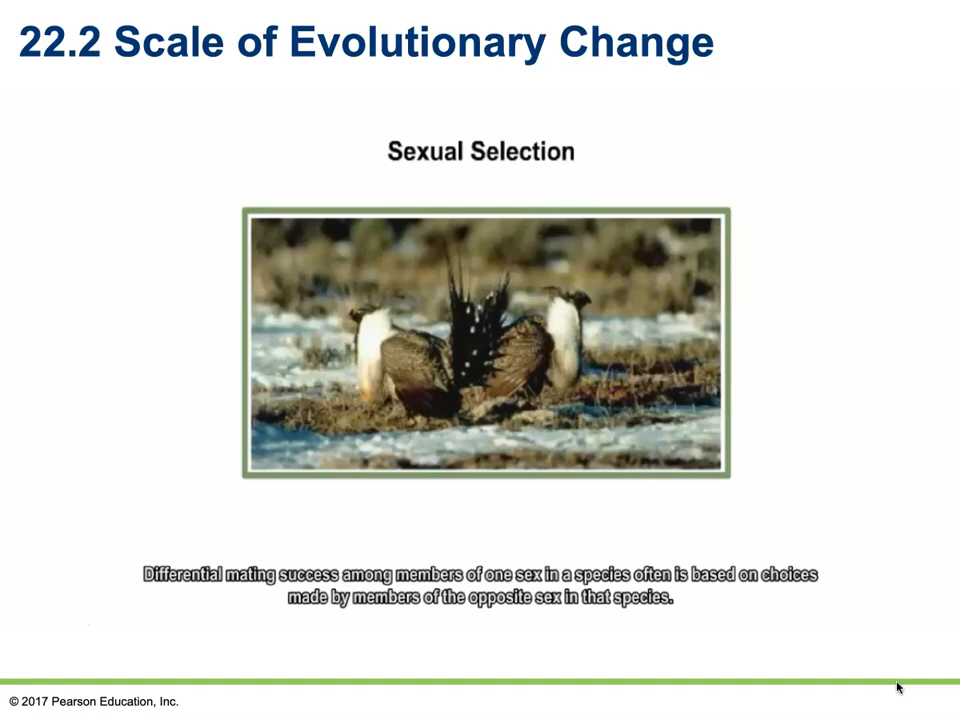 22.2 Scale of Evolutionary Change
Sexual Selection
Differential mating success among members of one sex in a species often is based on choices
made by members of the opposite sex in that species.
© 2017 Pearson Education, Inc.